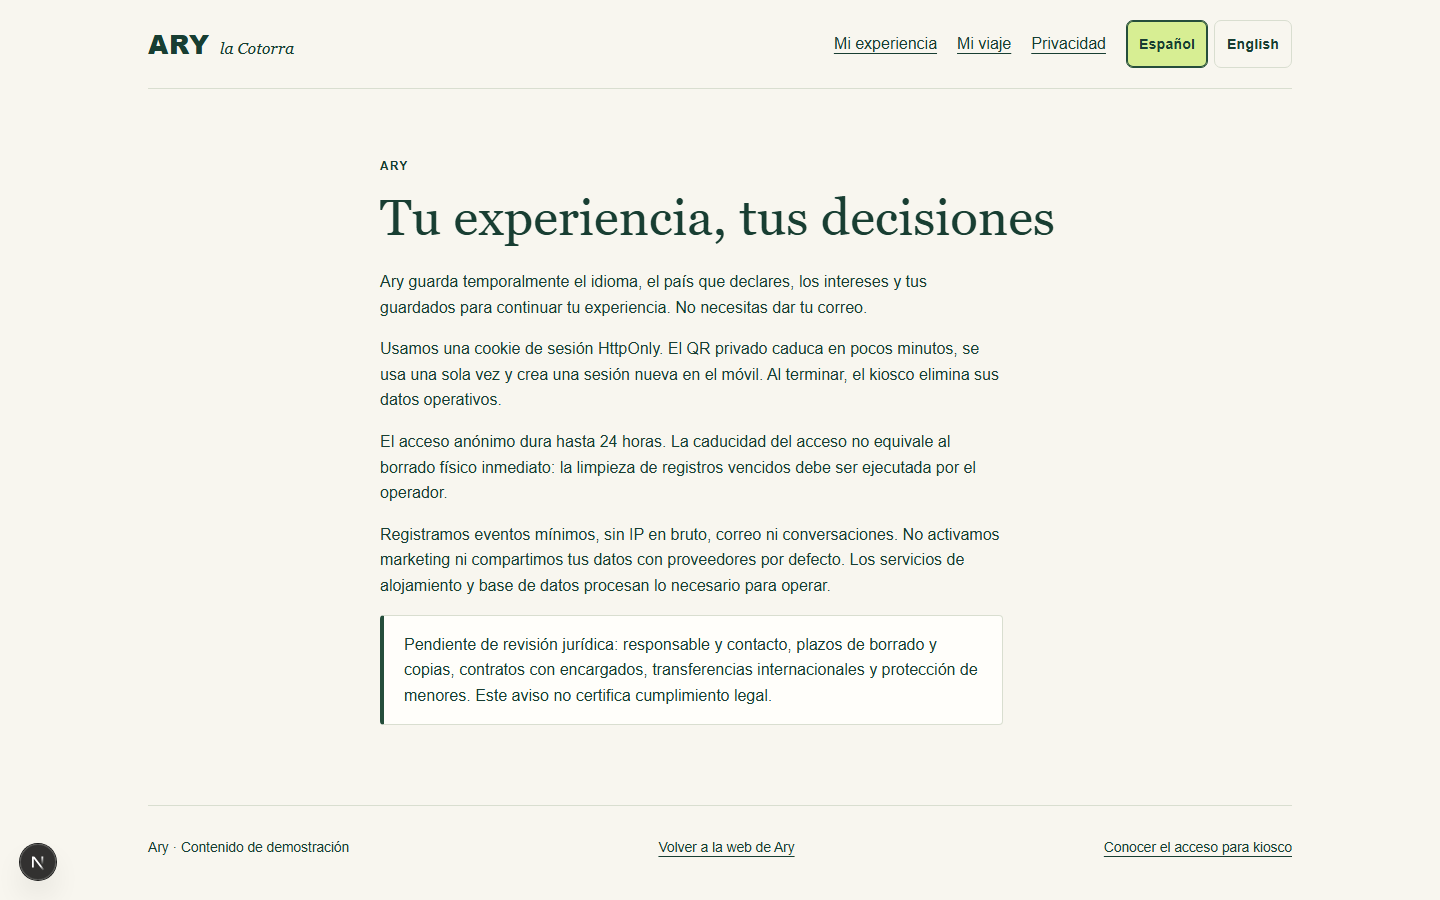 ARY la Cotorra
Mi experiencia Mi viaje Privacidad Español English
ARY
Tu experiencia, tus decisiones
Ary guarda temporalmente el idioma, el país que declares, los intereses y tus
guardados para continuar tu experiencia. No necesitas dar tu correo.
Usamos una cookie de sesión HttpOnly. El QR privado caduca en pocos minutos, se
usa una sola vez y crea una sesión nueva en el móvil. Al terminar, el kiosco elimina sus
datos operativos.
El acceso anónimo dura hasta 24 horas. La caducidad del acceso no equivale al
borrado físico inmediato: la limpieza de registros vencidos debe ser ejecutada por el
operador.
Registramos eventos mínimos, sin IP en bruto, correo ni conversaciones. No activamos
marketing ni compartimos tus datos con proveedores por defecto. Los servicios de
alojamiento y base de datos procesan lo necesario para operar.
Pendiente de revisión jurídica: responsable y contacto, plazos de borrado y
copias, contratos con encargados, transferencias internacionales y protección de
menores. Este aviso no certifica cumplimiento legal.
Ary · Contenido de demostración
Volver a la web de Ary
Conocer el acceso para kiosco
N